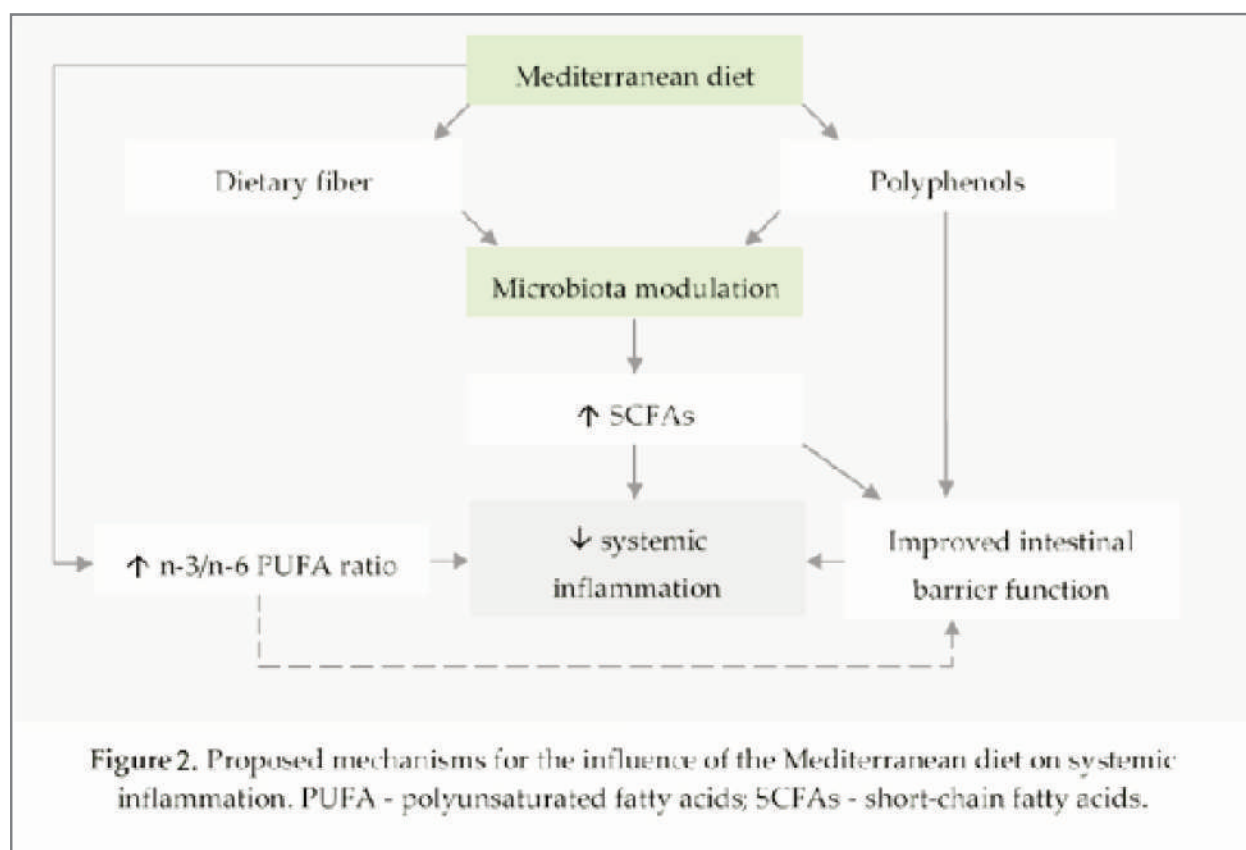 Mediterranean diet
Dietary fiber
Polyphenols
Microbiota modulation
↑ SCFAs
↑ n-3/n-6 PUFA ratio
↓ systemic
inflammation
Improved intestinal
barrier function
Figure 2. Proposed mechanisms for the influence of the Mediterranean diet on systemic
inflammation. PUFA - polyunsaturated fatty acids; SCFAs - short-chain fatty acids.